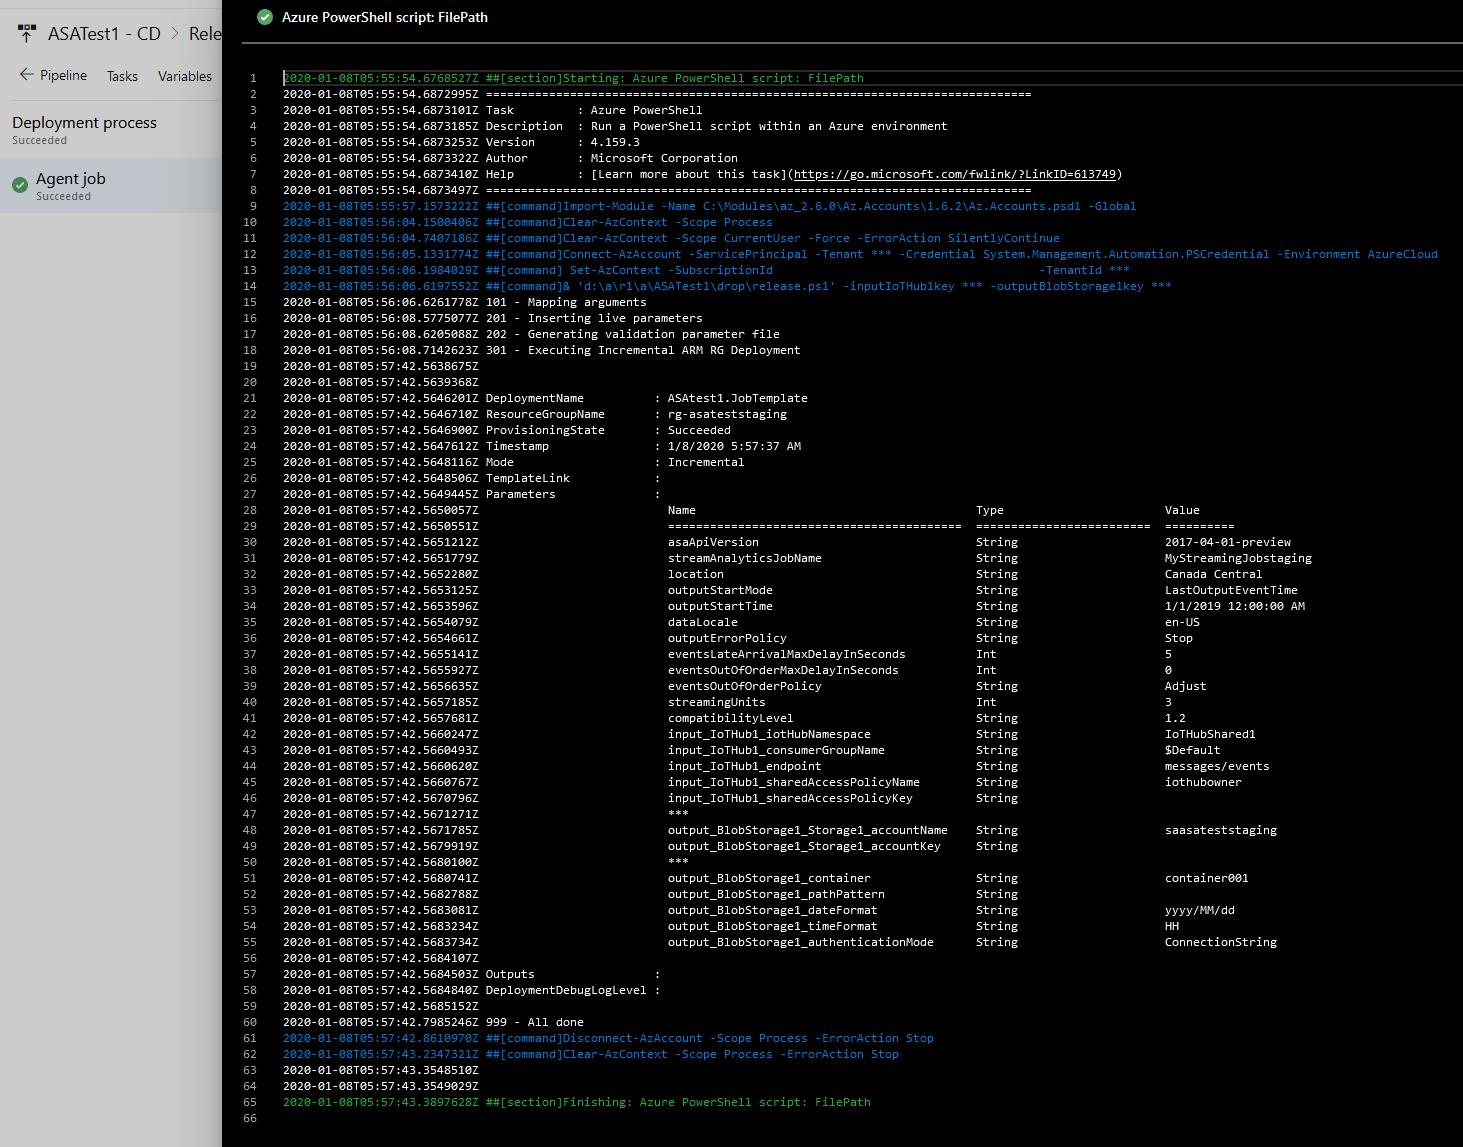 ASATest1 - CD > Rele
Pipeline Tasks Variables
Deployment process
Succeeded
Agent job
Succeeded
Azure PowerShell script: FilePath
1 2020-01-08T05:55:54.6768527Z ##[section]Starting: Azure PowerShell script: FilePath
2 2020-01-08T05:55:54.6872995Z ==============================================================================
3 2020-01-08T05:55:54.6873101Z Task : Azure PowerShell
4 2020-01-08T05:55:54.6873185Z Description : Run a PowerShell script within an Azure environment
5 2020-01-08T05:55:54.6873253Z Version : 4.159.3
6 2020-01-08T05:55:54.6873322Z Author : Microsoft Corporation
7 2020-01-08T05:55:54.6873410Z Help : [Learn more about this task](https://go.microsoft.com/fwlink/?LinkID=613749)
8 2020-01-08T05:55:54.6873497Z ==============================================================================
9 2020-01-08T05:55:57.1573222Z ##[command]Import-Module -Name C:\Modules\az_2.6.0\Az.Accounts\1.6.2\Az.Accounts.psd1 -Global
10 2020-01-08T05:56:04.1500406Z ##[command]Clear-AzContext -Scope Process
11 2020-01-08T05:56:04.7407186Z ##[command]Clear-AzContext -Scope CurrentUser -Force -ErrorAction SilentlyContinue
12 2020-01-08T05:56:05.1331774Z ##[command]Connect-AzAccount -ServicePrincipal -Tenant *** -Credential System.Management.Automation.PSCredential -Environment AzureCloud
13 2020-01-08T05:56:06.1984029Z ##[command] Set-AzContext -SubscriptionId -TenantId ***
14 2020-01-08T05:56:06.6197552Z ##[command]& 'd:\a\r1\a\ASATest1\drop\release.ps1' -inputIoTHub1key *** -outputBlobStorage1key ***
15 2020-01-08T05:56:06.6261778Z 101 - Mapping arguments
16 2020-01-08T05:56:08.5775077Z 201 - Inserting live parameters
17 2020-01-08T05:56:08.6205088Z 202 - Generating validation parameter file
18 2020-01-08T05:56:08.7142623Z 301 - Executing Incremental ARM RG Deployment
19 2020-01-08T05:57:42.5638675Z
20 2020-01-08T05:57:42.5639368Z
21 2020-01-08T05:57:42.5646201Z DeploymentName : ASAtest1.JobTemplate
22 2020-01-08T05:57:42.5646710Z ResourceGroupName : rg-asateststaging
23 2020-01-08T05:57:42.5646900Z ProvisioningState : Succeeded
24 2020-01-08T05:57:42.5647612Z Timestamp : 1/8/2020 5:57:37 AM
25 2020-01-08T05:57:42.5648116Z Mode : Incremental
26 2020-01-08T05:57:42.5648506Z TemplateLink :
27 2020-01-08T05:57:42.5649445Z Parameters :
28 2020-01-08T05:57:42.5650057Z Name Type Value
29 2020-01-08T05:57:42.5650551Z ========================================== ========================= ==========
30 2020-01-08T05:57:42.5651212Z asaApiVersion String 2017-04-01-preview
31 2020-01-08T05:57:42.5651779Z streamAnalyticsJobName String MyStreamingJobstaging
32 2020-01-08T05:57:42.5652280Z location String Canada Central
33 2020-01-08T05:57:42.5653125Z outputStartMode String LastOutputEventTime
34 2020-01-08T05:57:42.5653596Z outputStartTime String 1/1/2019 12:00:00 AM
35 2020-01-08T05:57:42.5654079Z dataLocale String en-US
36 2020-01-08T05:57:42.5654661Z outputErrorPolicy String Stop
37 2020-01-08T05:57:42.5655141Z eventsLateArrivalMaxDelayInSeconds Int 5
38 2020-01-08T05:57:42.5655927Z eventsOutOfOrderMaxDelayInSeconds Int 0
39 2020-01-08T05:57:42.5656635Z eventsOutOfOrderPolicy String Adjust
40 2020-01-08T05:57:42.5657185Z streamingUnits Int 3
41 2020-01-08T05:57:42.5657681Z compatibilityLevel String 1.2
42 2020-01-08T05:57:42.5660247Z input_IoTHub1_iotHubNamespace String IoTHubShared1
43 2020-01-08T05:57:42.5660493Z input_IoTHub1_consumerGroupName String $Default
44 2020-01-08T05:57:42.5660620Z input_IoTHub1_endpoint String messages/events
45 2020-01-08T05:57:42.5660767Z input_IoTHub1_sharedAccessPolicyName String iothubowner
46 2020-01-08T05:57:42.5670796Z input_IoTHub1_sharedAccessPolicyKey String
47 2020-01-08T05:57:42.5671271Z ***
48 2020-01-08T05:57:42.5671785Z output_BlobStorage1_Storage1_accountName String saasateststaging
49 2020-01-08T05:57:42.5679919Z output_BlobStorage1_Storage1_accountKey String
50 2020-01-08T05:57:42.5680100Z ***
51 2020-01-08T05:57:42.5680741Z output_BlobStorage1_container String container001
52 2020-01-08T05:57:42.5682788Z output_BlobStorage1_pathPattern String
53 2020-01-08T05:57:42.5683081Z output_BlobStorage1_dateFormat String yyyy/MM/dd
54 2020-01-08T05:57:42.5683234Z output_BlobStorage1_timeFormat String HH
55 2020-01-08T05:57:42.5683734Z output_BlobStorage1_authenticationMode String ConnectionString
56 2020-01-08T05:57:42.5684107Z
57 2020-01-08T05:57:42.5684503Z Outputs :
58 2020-01-08T05:57:42.5684840Z DeploymentDebugLogLevel :
59 2020-01-08T05:57:42.5685152Z
60 2020-01-08T05:57:42.7985246Z 999 - All done
61 2020-01-08T05:57:42.8610970Z ##[command]Disconnect-AzAccount -Scope Process -ErrorAction Stop
62 2020-01-08T05:57:43.2347321Z ##[command]Clear-AzContext -Scope Process -ErrorAction Stop
63 2020-01-08T05:57:43.3548510Z
64 2020-01-08T05:57:43.3549029Z
65 2020-01-08T05:57:43.3897628Z ##[section]Finishing: Azure PowerShell script: FilePath
66